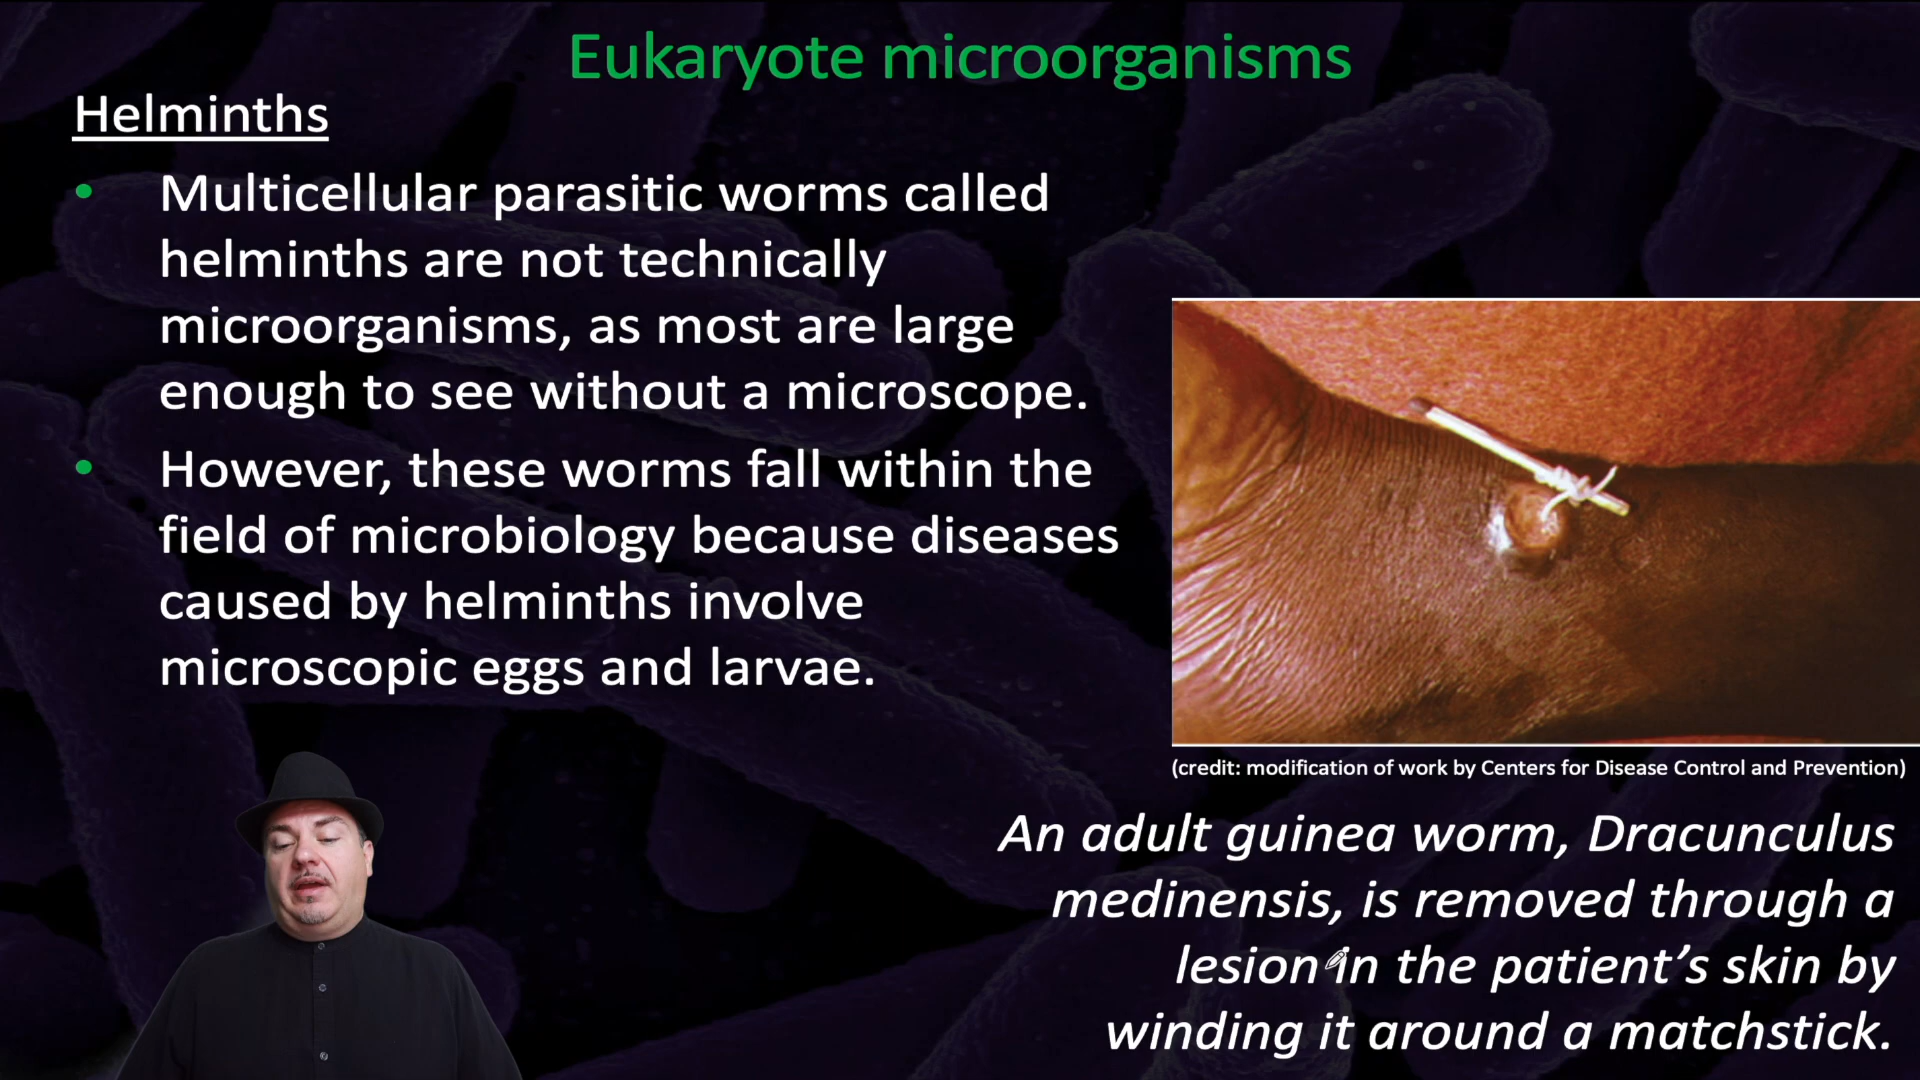 Eukaryote microorganisms
Helminths
• Multicellular parasitic worms called
helminths are not technically
microorganisms, as most are large
enough to see without a microscope.
• However, these worms fall within the
field of microbiology because diseases
caused by helminths involve
microscopic eggs and larvae.
(credit: modification of work by Centers for Disease Control and Prevention)
An adult guinea worm, Dracunculus
medinensis, is removed through a
lesion in the patient’s skin by
winding it around a matchstick.